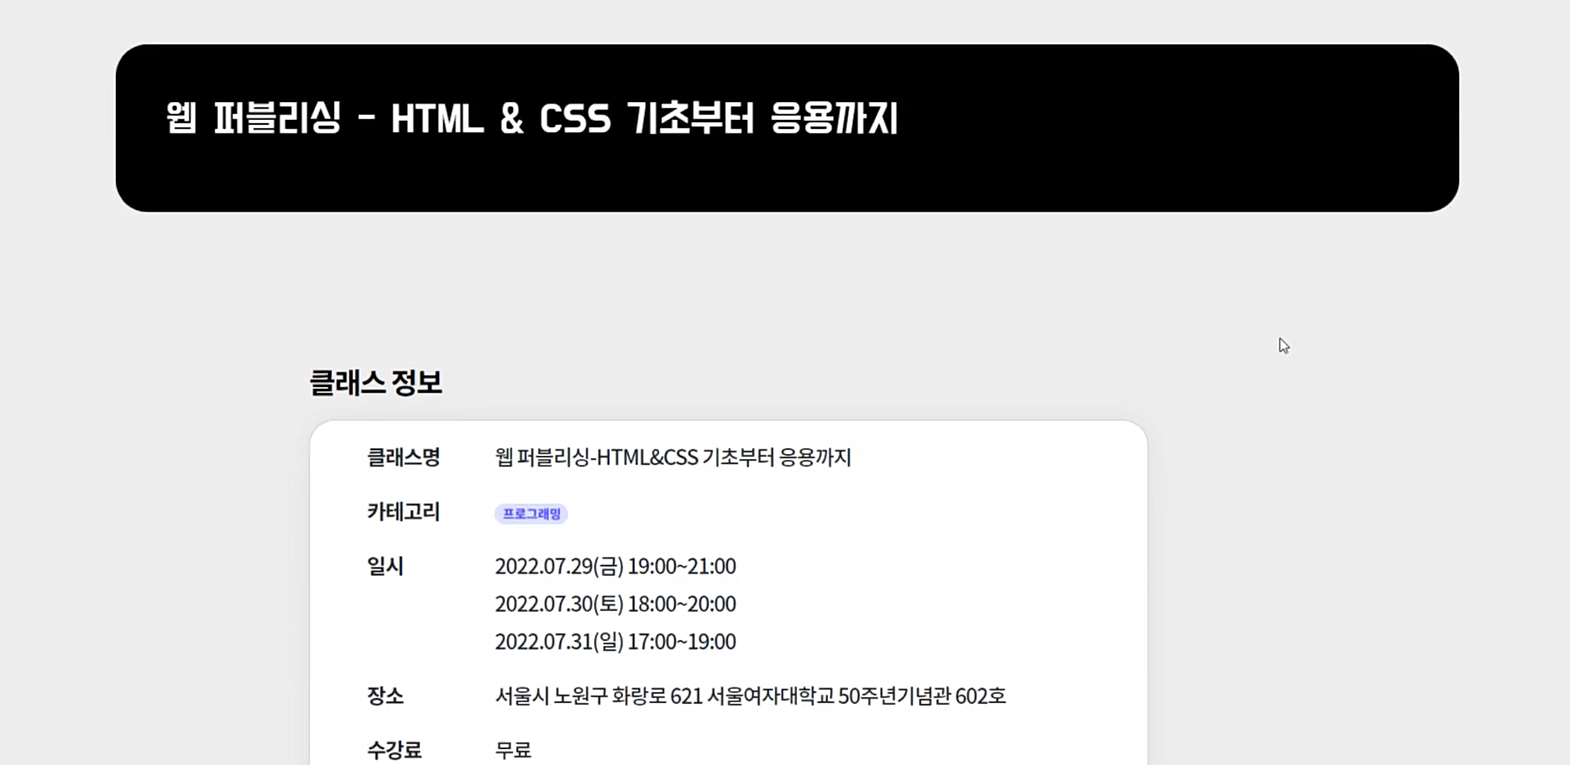 웹 퍼블리싱 - HTML & CSS 기초부터 응용까지
클래스 정보
클래스명 웹 퍼블리싱-HTML&CSS 기초부터 응용까지
카테고리 프로그래밍
일시 2022.07.29(금) 19:00~21:00
2022.07.30(토) 18:00~20:00
2022.07.31(일) 17:00~19:00
장소 서울시 노원구 화랑로 621 서울여자대학교 50주년기념관 602호
수강료 무료